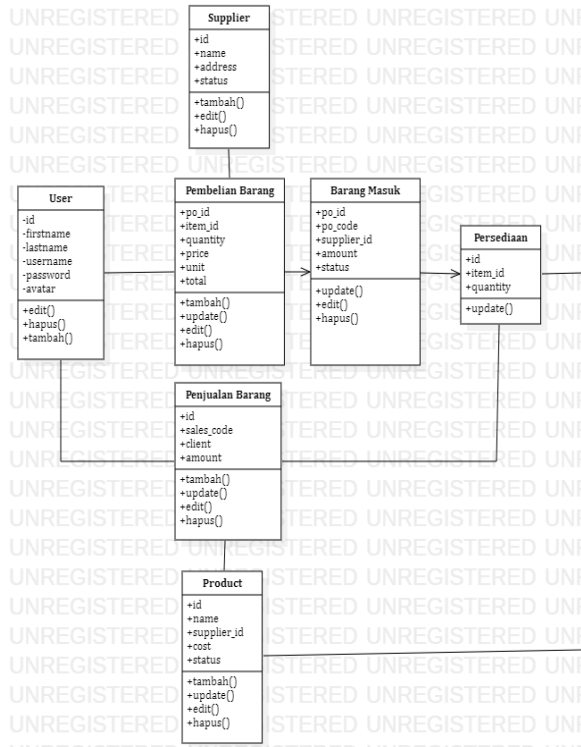 Supplier
+id
+name
+address
+status
+tambah()
+edit()
+hapus()
User
-id
-firstname
-lastname
-username
-password
-avatar
+edit()
+hapus()
+tambah()
Pembelian Barang
+po_id
+item_id
+quantity
+price
+unit
+total
+tambah()
+update()
+edit()
+hapus()
Barang Masuk
+po_id
+po_code
+supplier_id
+amount
+status
+update()
+edit()
+hapus()
Persediaan
+id
+item_id
+quantity
+update()
Penjualan Barang
+id
+sales_code
+client
+amount
+tambah()
+update()
+edit()
+hapus()
Product
+id
+name
+supplier_id
+cost
+status
+tambah()
+update()
+edit()
+hapus()
UNREGISTERED